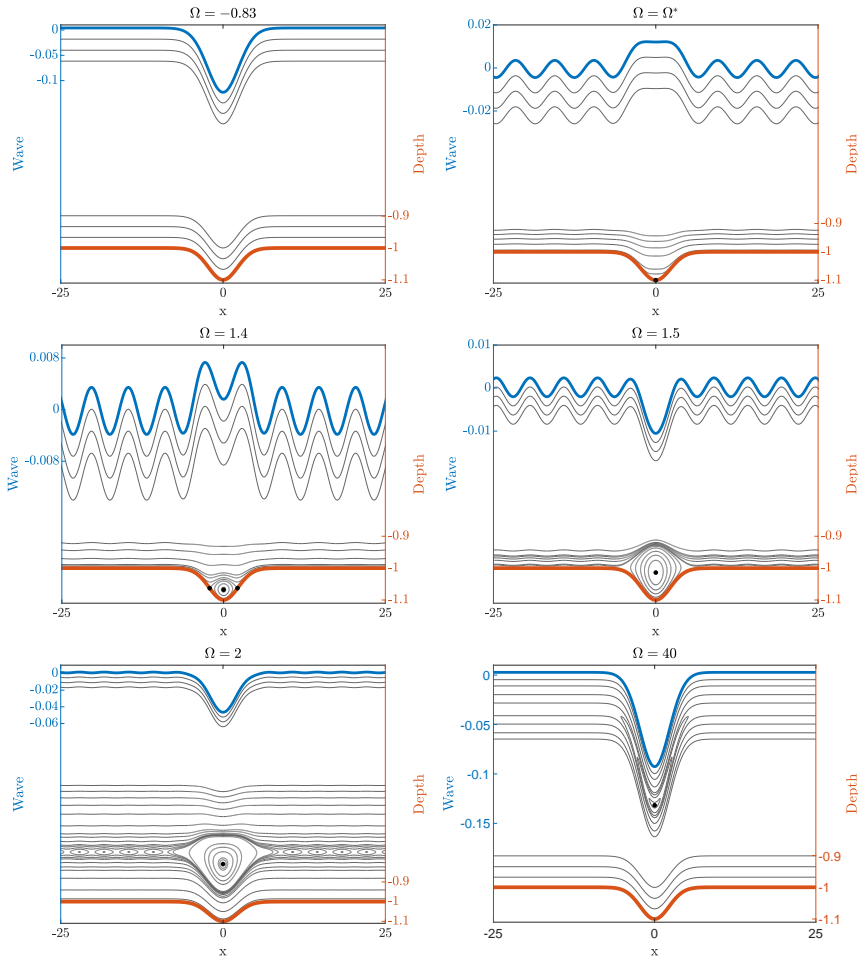 Ω = −0.83
0
-0.05
-0.1
Wave
Depth
-0.9
-1
-1.1
-25
0
25
x
Ω = Ω*
0.02
0
-0.02
Wave
Depth
-0.9
-1
-1.1
-25
0
25
x
Ω = 1.4
0.008
0
-0.008
Wave
Depth
-0.9
-1
-1.1
-25
0
25
x
Ω = 1.5
0.01
0
-0.01
Wave
Depth
-0.9
-1
-1.1
-25
0
25
x
Ω = 2
0
-0.02
-0.04
-0.06
Wave
Depth
-0.9
-1
-1.1
-25
0
25
x
Ω = 40
0
-0.05
-0.1
-0.15
Wave
Depth
-0.9
-1
-1.1
-25
0
25
x